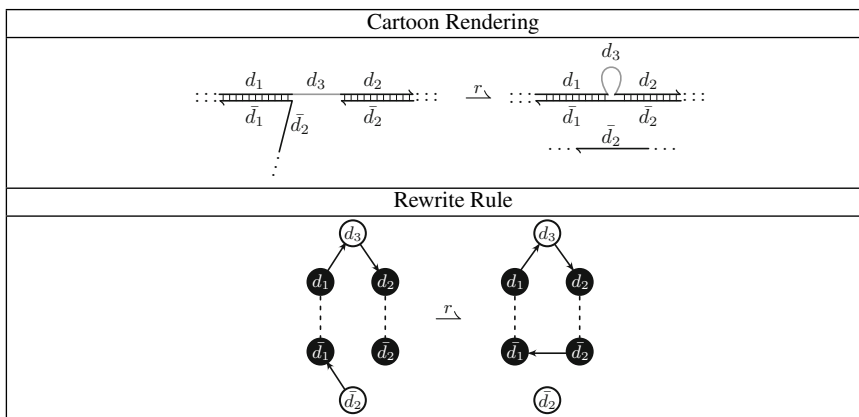 Cartoon Rendering
d₃
d₁ d₃ d₂ r d₁ d₂
d̄₁ d̄₂ d̄₂ d̄₁ d̄₂
d̄₂
Rewrite Rule
d₃ d₃
d₁ d₂ d₁ d₂
r
d̄₁ d̄₂ d̄₁ d̄₂
d̄₂ d̄₂